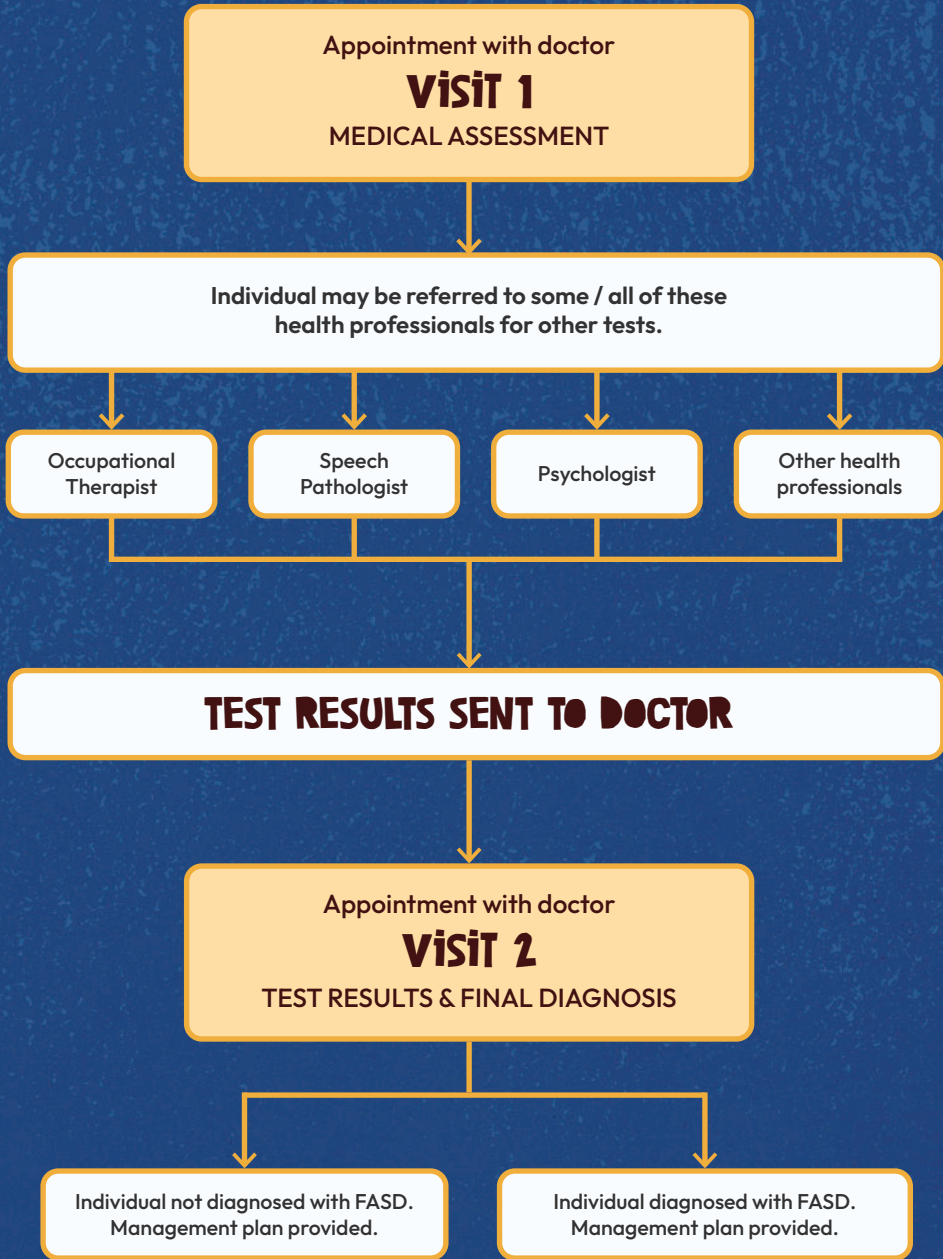 Appointment with doctor
ViSiT 1
MEDICAL ASSESSMENT
Individual may be referred to some / all of these
health professionals for other tests.
Occupational
Therapist
Speech
Pathologist
Psychologist
Other health
professionals
TEST RESULTS SENT TO DOCTOR
Appointment with doctor
ViSiT 2
TEST RESULTS & FINAL DIAGNOSIS
Individual not diagnosed with FASD.
Management plan provided.
Individual diagnosed with FASD.
Management plan provided.